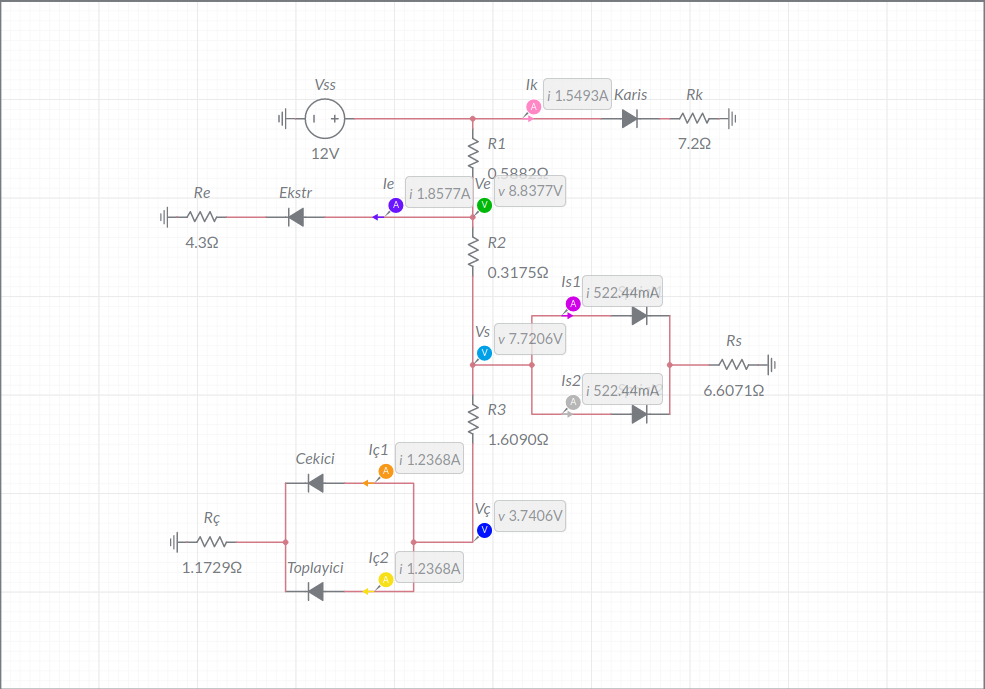 Vss
12V
Ik
A
i 1.5493A
Karis
Rk
7.2Ω
R1
0.5882Ω
Re
4.3Ω
Ekstr
Ie
A
i 1.8577A
Ve
V
v 8.8377V
R2
0.3175Ω
Is1
A
i 522.44mA
Vs
V
v 7.7206V
Rs
6.6071Ω
Is2
A
i 522.44mA
R3
1.6090Ω
Cekici
Iç1
A
i 1.2368A
Rç
1.1729Ω
Vç
V
v 3.7406V
Toplayici
Iç2
A
i 1.2368A